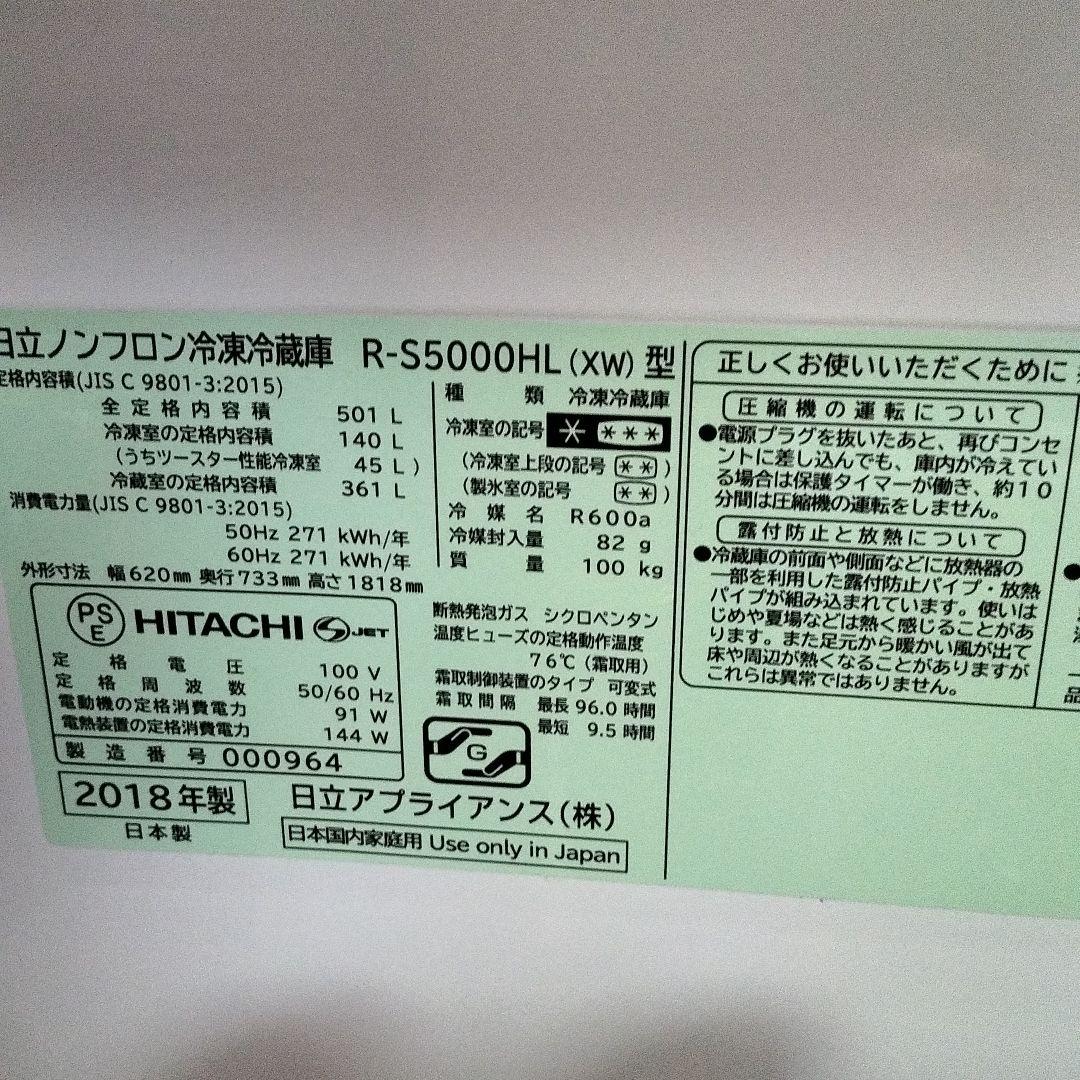 日立ノンフロン冷凍冷蔵庫 R-S5000HL(XW)型
定格内容積(JIS C 9801-3:2015)
全定格内容積 501 L
冷凍室の定格内容積 140 L
(うちツースター性能冷凍室 45 L)
冷蔵室の定格内容積 361 L
消費電力量(JIS C 9801-3:2015)
50Hz 271 kWh/年
60Hz 271 kWh/年
外形寸法 幅620mm 奥行733mm 高さ1818mm
種類 冷凍冷蔵庫
冷凍室の記号 * ***
(冷凍室上段の記号 **)
(製氷室の記号 **)
冷媒名 R600a
冷媒封入量 82 g
質量 100 kg
PS
E
HITACHI S JET
定格電圧 100 V
定格周波数 50/60 Hz
電動機の定格消費電力 91 W
電熱装置の定格消費電力 144 W
製造番号 000964
断熱発泡ガス シクロペンタン
温度ヒューズの定格動作温度
76℃(霜取用)
霜取制御装置のタイプ 可変式
霜取間隔 最長 96.0 時間
最短 9.5 時間
G
2018年製
日本製
日立アプライアンス(株)
日本国内家庭用 Use only in Japan
正しくお使いいただくために
圧縮機の運転について
●電源プラグを抜いたあと、再びコンセ
ントに差し込んでも、庫内が冷えてい
る場合は保護タイマーが働き、約10
分間は圧縮機の運転をしません。
露付防止と放熱について
●冷蔵庫の前面や側面などに放熱器の
一部を利用した露付防止パイプ・放熱
パイプが組み込まれています。使いは
じめや夏場などは熱く感じることがあ
ります。また足元から暖かい風が出て
床や周辺が熱くなることがありますが
これらは異常ではありません。
●
品